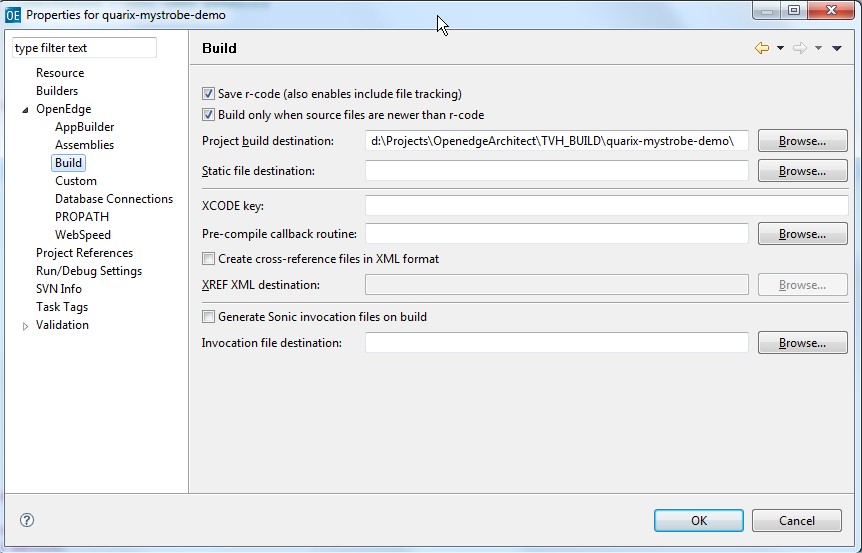 OE Properties for quarix-mystrobe-demo
type filter text
Resource
Builders
OpenEdge
AppBuilder
Assemblies
Build
Custom
Database Connections
PROPATH
WebSpeed
Project References
Run/Debug Settings
SVN Info
Task Tags
Validation
Build
Save r-code (also enables include file tracking)
Build only when source files are newer than r-code
Project build destination: d:\Projects\OpenedgeArchitect\TVH_BUILD\quarix-mystrobe-demo\ Browse...
Static file destination: Browse...
XCODE key:
Pre-compile callback routine: Browse...
Create cross-reference files in XML format
XREF XML destination: Browse...
Generate Sonic invocation files on build
Invocation file destination: Browse...
? OK Cancel